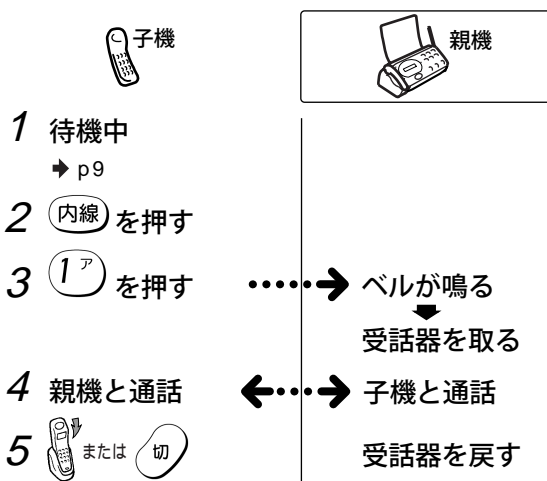 子機
親機
1 待機中
➡ p9
2 内線 を押す
3 1ア を押す
ベルが鳴る
受話器を取る
4 親機と通話
子機と通話
5 または 切
受話器を戻す